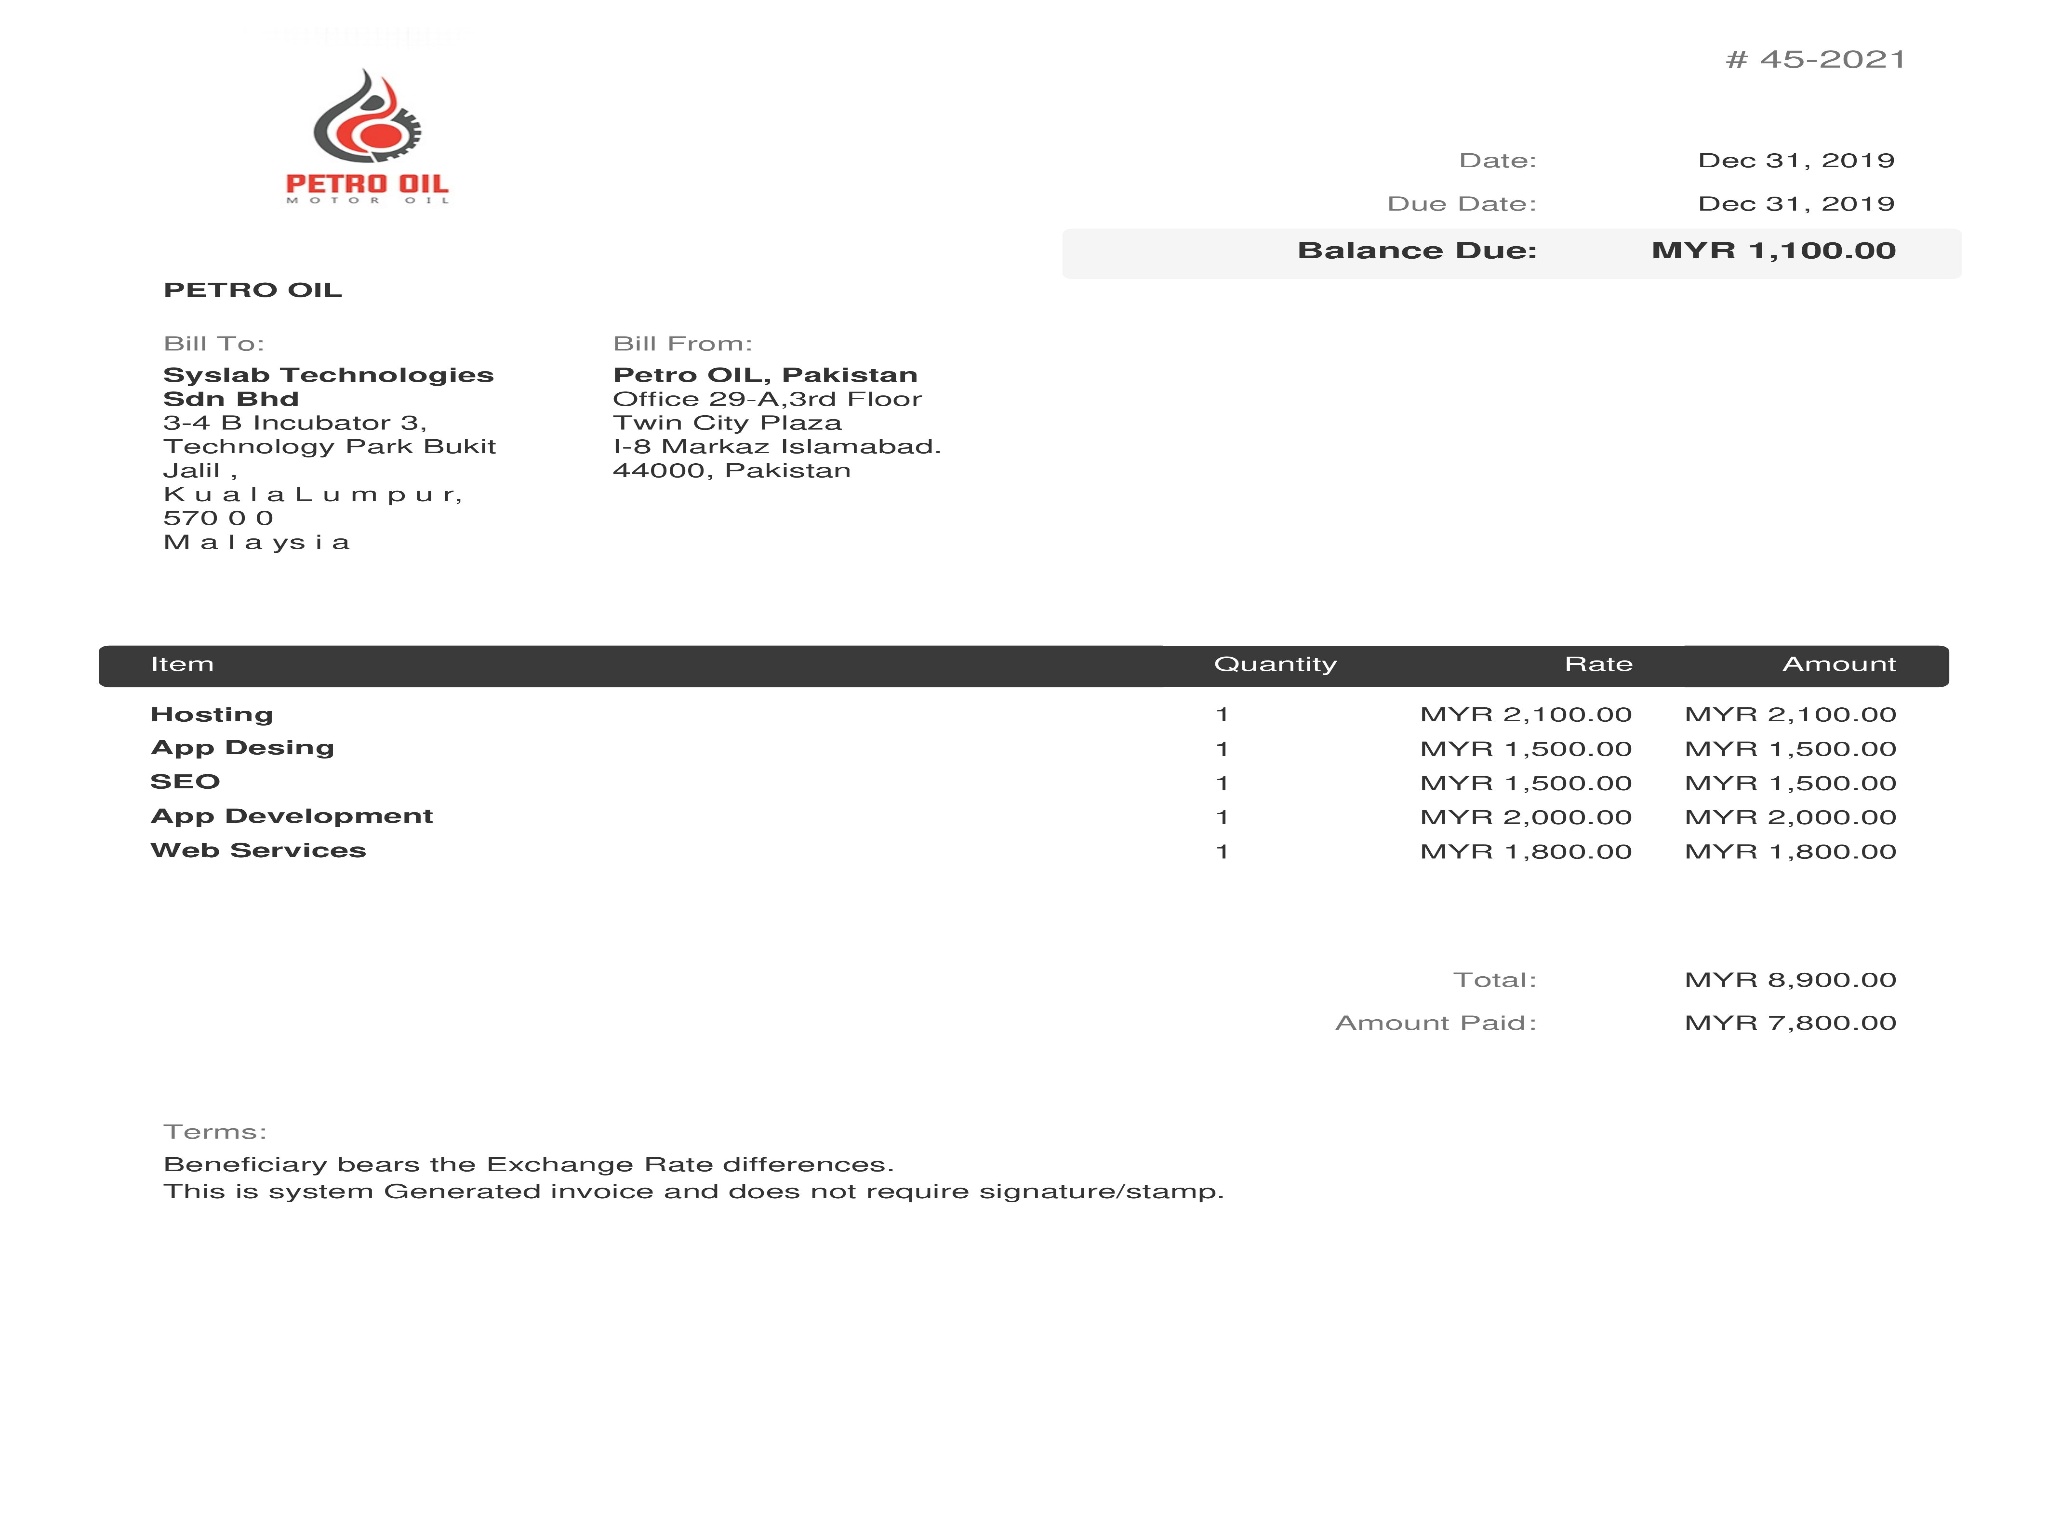 # 45-2021
PETRO OIL
MOTOR OIL
Date: Dec 31, 2019
Due Date: Dec 31, 2019
Balance Due: MYR 1,100.00
PETRO OIL
Bill To:
Syslab Technologies
Sdn Bhd
3-4 B Incubator 3,
Technology Park Bukit
Jalil ,
K u a l a L u m p u r,
570 0 0
M a l a ys i a
Bill From:
Petro OIL, Pakistan
Office 29-A,3rd Floor
Twin City Plaza
I-8 Markaz Islamabad.
44000, Pakistan
Item Quantity Rate Amount
Hosting 1 MYR 2,100.00 MYR 2,100.00
App Desing 1 MYR 1,500.00 MYR 1,500.00
SEO 1 MYR 1,500.00 MYR 1,500.00
App Development 1 MYR 2,000.00 MYR 2,000.00
Web Services 1 MYR 1,800.00 MYR 1,800.00
Total: MYR 8,900.00
Amount Paid: MYR 7,800.00
Terms:
Beneficiary bears the Exchange Rate differences.
This is system Generated invoice and does not require signature/stamp.